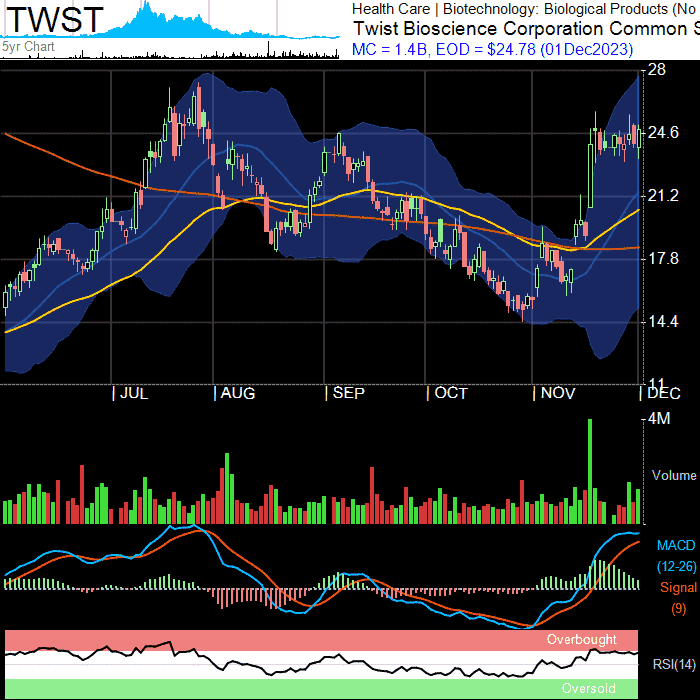 TWST
5yr Chart
Health Care | Biotechnology: Biological Products (No
Twist Bioscience Corporation Common S
MC = 1.4B, EOD = $24.78 (01Dec2023)
28
24.6
21.2
17.8
14.4
11
| JUL | AUG | SEP | OCT | NOV | DEC
4M
Volume
MACD
(12-26)
Signal
(9)
Overbought
RSI(14)
Oversold